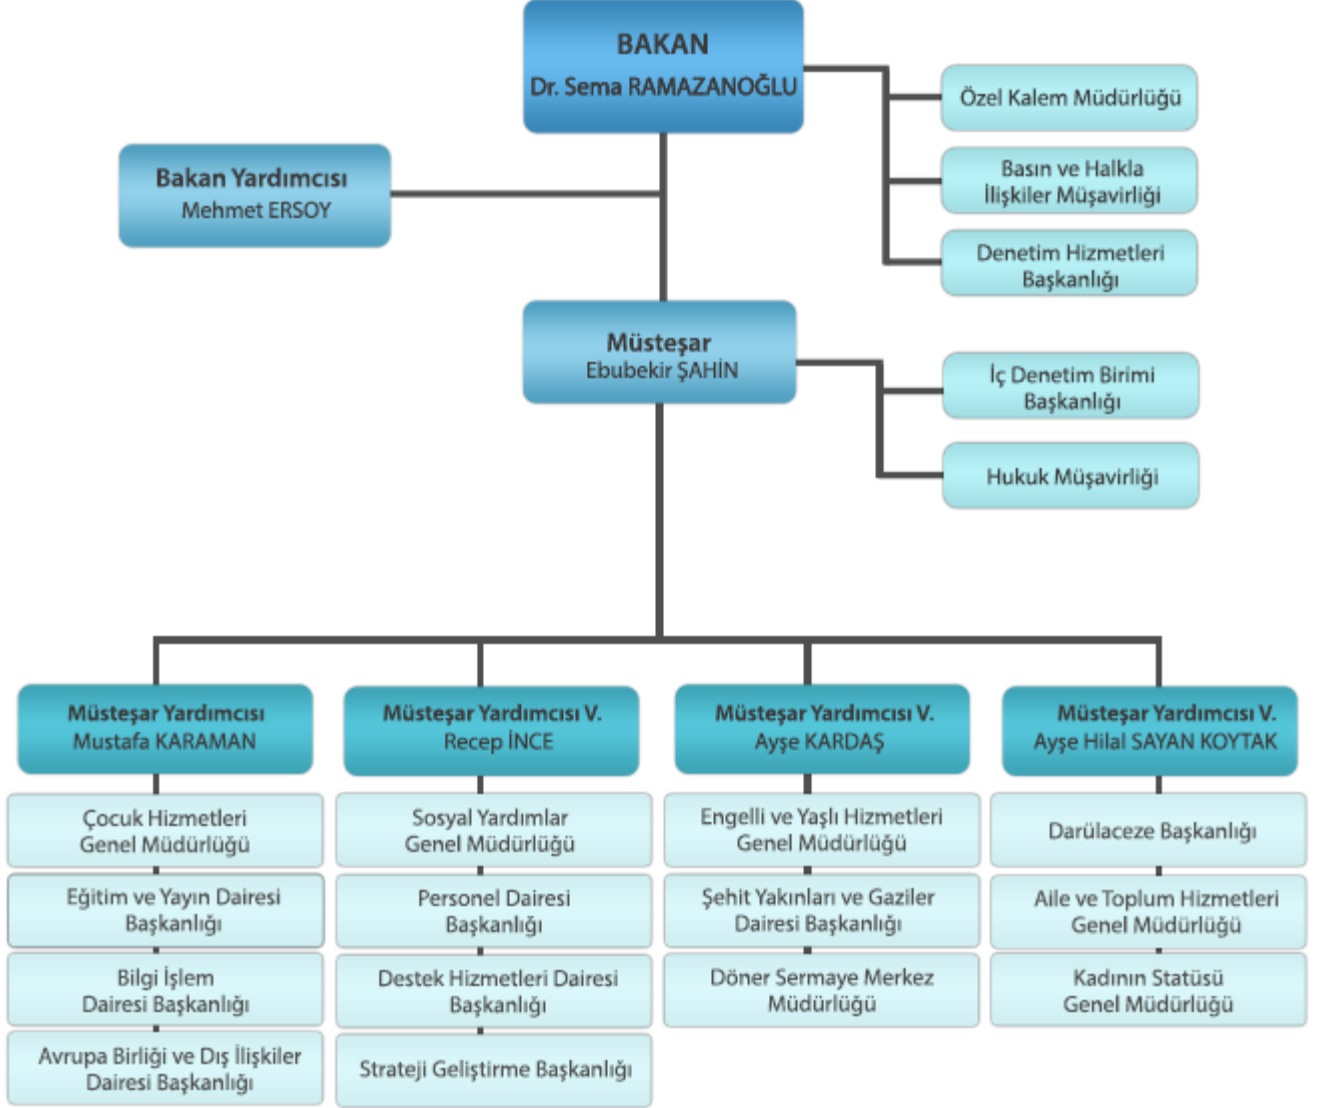 BAKAN
Dr. Sema RAMAZANOĞLU
Özel Kalem Müdürlüğü
Basın ve Halkla
İlişkiler Müşavirliği
Denetim Hizmetleri
Başkanlığı
Bakan Yardımcısı
Mehmet ERSOY
Müsteşar
Ebubekir ŞAHİN
İç Denetim Birimi
Başkanlığı
Hukuk Müşavirliği
Müsteşar Yardımcısı
Mustafa KARAMAN
Çocuk Hizmetleri
Genel Müdürlüğü
Eğitim ve Yayın Dairesi
Başkanlığı
Bilgi İşlem
Dairesi Başkanlığı
Avrupa Birliği ve Dış İlişkiler
Dairesi Başkanlığı
Müsteşar Yardımcısı V.
Recep İNCE
Sosyal Yardımlar
Genel Müdürlüğü
Personel Dairesi
Başkanlığı
Destek Hizmetleri Dairesi
Başkanlığı
Strateji Geliştirme Başkanlığı
Müsteşar Yardımcısı V.
Ayşe KARDAŞ
Engelli ve Yaşlı Hizmetleri
Genel Müdürlüğü
Şehit Yakınları ve Gaziler
Dairesi Başkanlığı
Döner Sermaye Merkez
Müdürlüğü
Müsteşar Yardımcısı V.
Ayşe Hilal SAYAN KOYTAK
Darülaceze Başkanlığı
Aile ve Toplum Hizmetleri
Genel Müdürlüğü
Kadının Statüsü
Genel Müdürlüğü